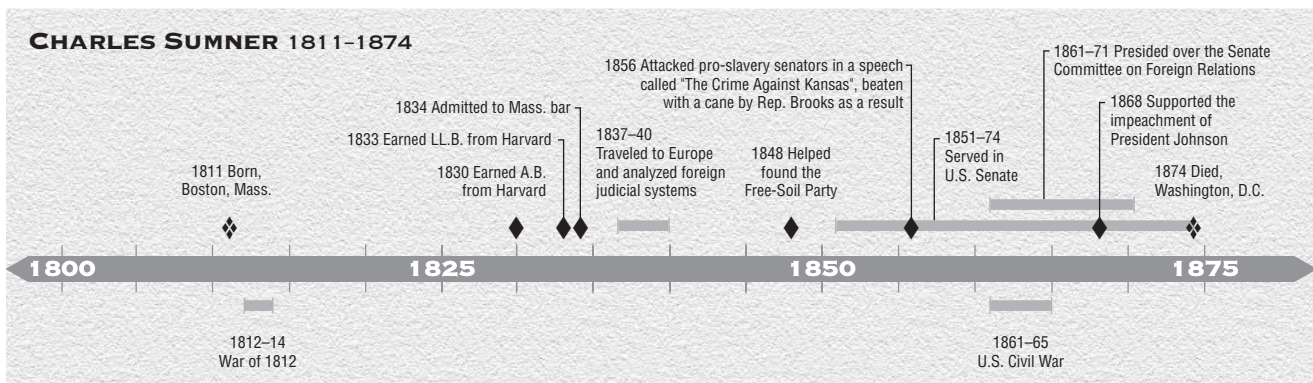 CHARLES SUMNER 1811–1874
1811 Born,
Boston, Mass.
1830 Earned A.B.
from Harvard
1833 Earned LL.B. from Harvard
1834 Admitted to Mass. bar
1837–40
Traveled to Europe
and analyzed foreign
judicial systems
1848 Helped
found the
Free-Soil Party
1856 Attacked pro-slavery senators in a speech
called "The Crime Against Kansas", beaten
with a cane by Rep. Brooks as a result
1851–74
Served in
U.S. Senate
1861–71 Presided over the Senate
Committee on Foreign Relations
1868 Supported the
impeachment of
President Johnson
1874 Died,
Washington, D.C.
1800
1825
1850
1875
1812–14
War of 1812
1861–65
U.S. Civil War